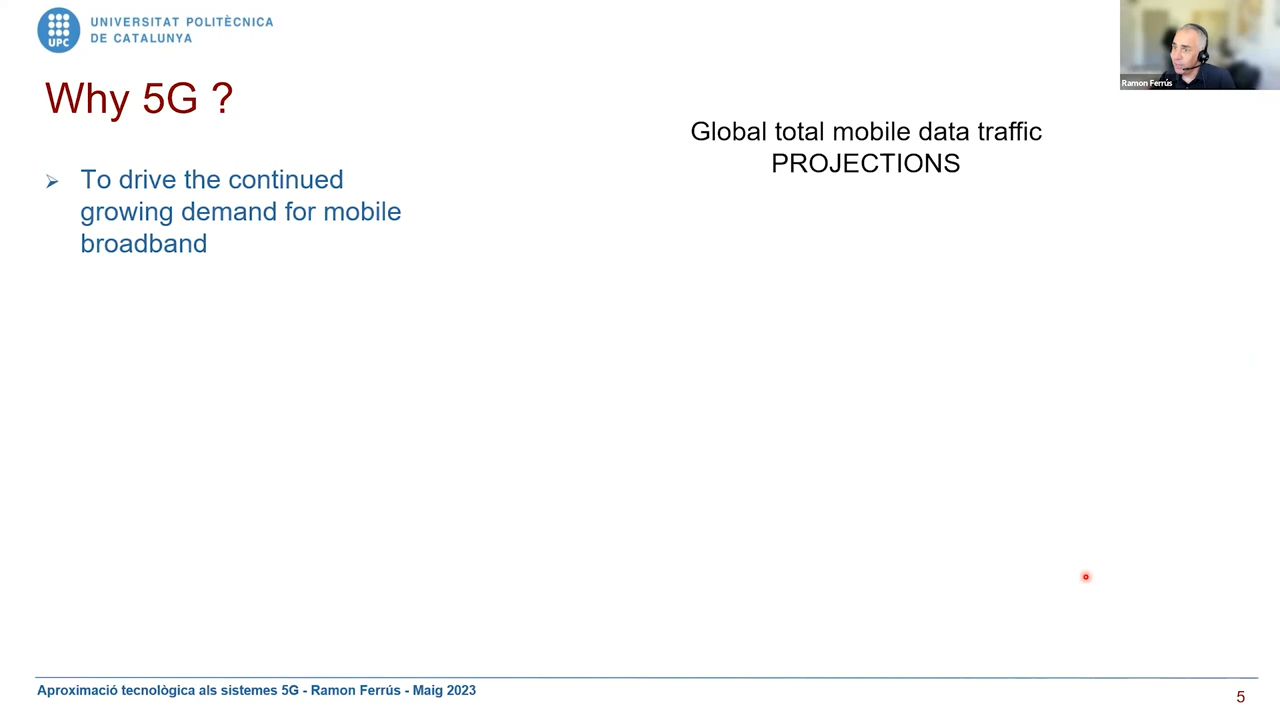 UNIVERSITAT POLITÈCNICA
DE CATALUNYA
UPC
Ramon Ferrús
Why 5G ?
Global total mobile data traffic
PROJECTIONS
To drive the continued
growing demand for mobile
broadband
Aproximació tecnològica als sistemes 5G - Ramon Ferrús - Maig 2023
5